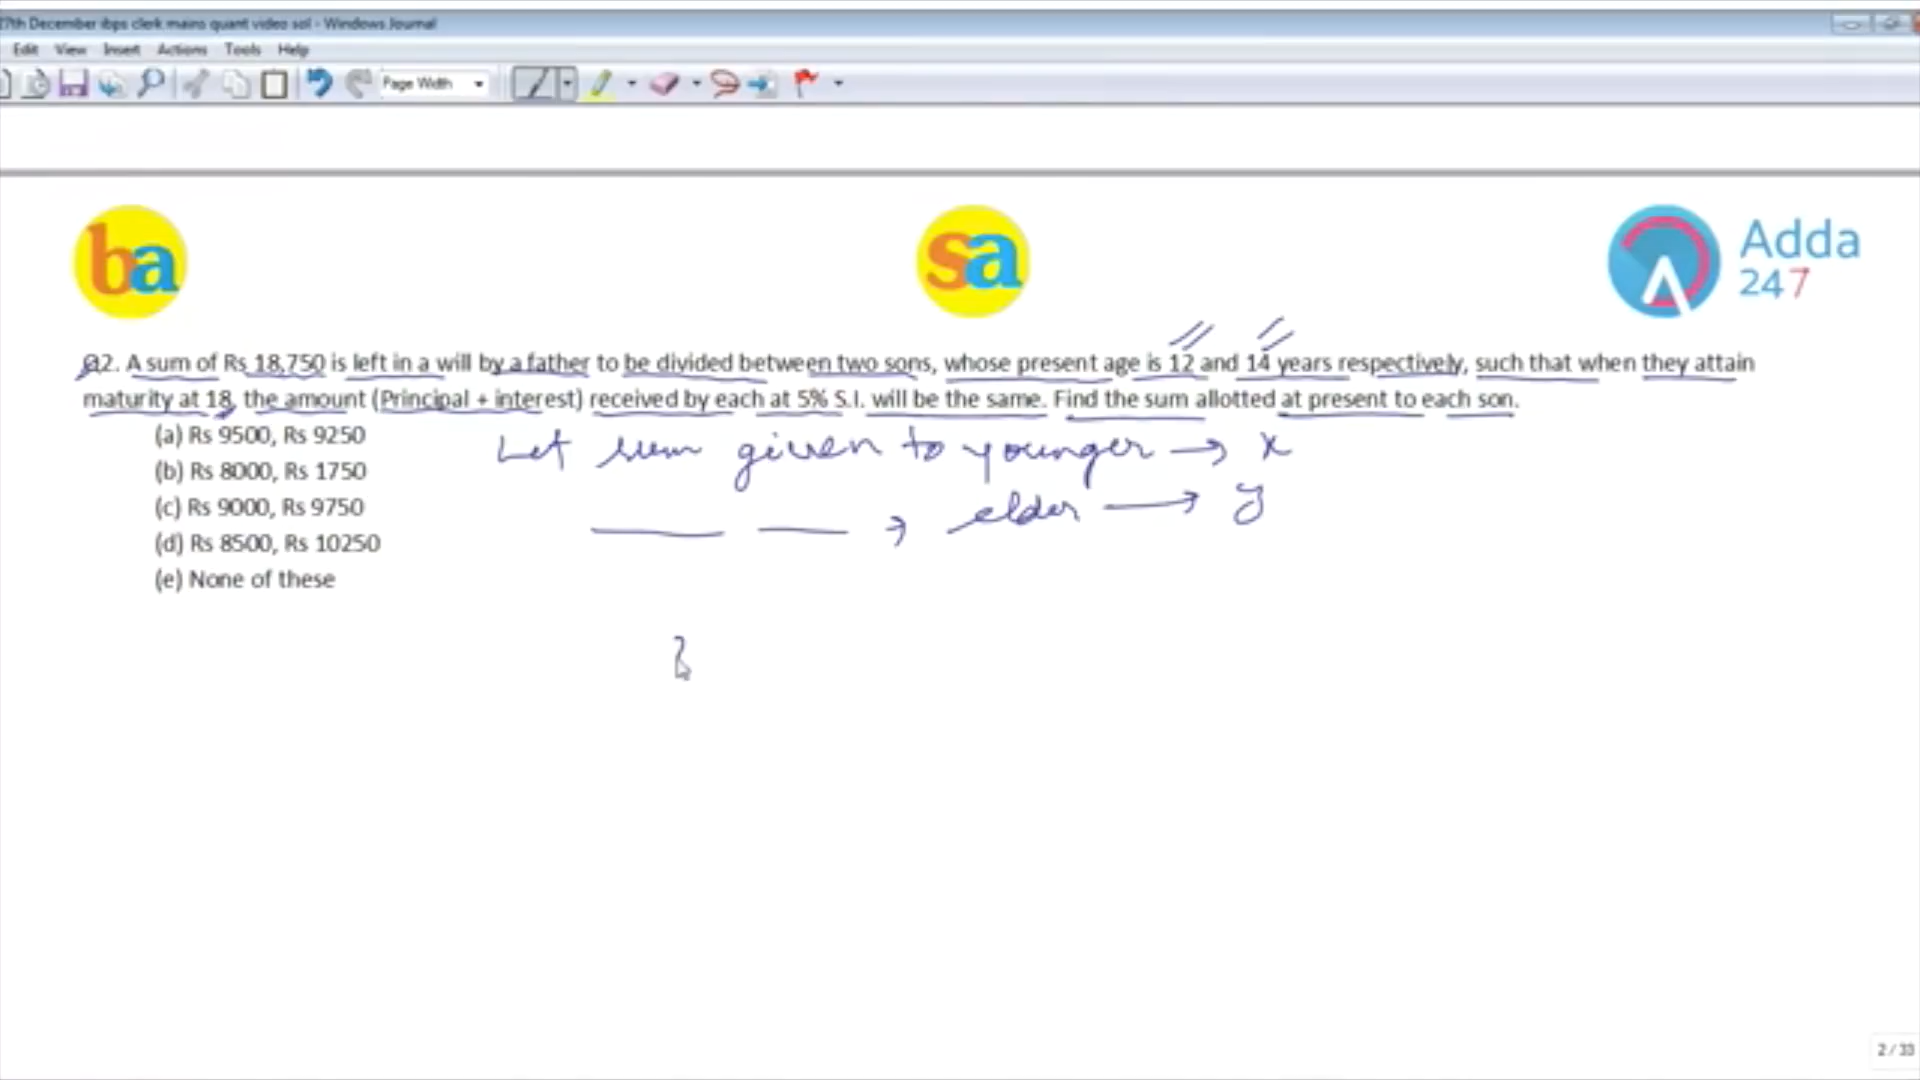 27th December ibps clerk mains quant video sol - Windows Journal
Edit View Insert Actions Tools Help
Page Width
ba
sa
Adda
247
Q2. A sum of Rs 18,750 is left in a will by a father to be divided between two sons, whose present age is 12 and 14 years respectively, such that when they attain
maturity at 18, the amount (Principal + interest) received by each at 5% S.I. will be the same. Find the sum allotted at present to each son.
(a) Rs 9500, Rs 9250
(b) Rs 8000, Rs 1750
(c) Rs 9000, Rs 9750
(d) Rs 8500, Rs 10250
(e) None of these
Let sum given to younger → x
→ elder → y
2 / 33